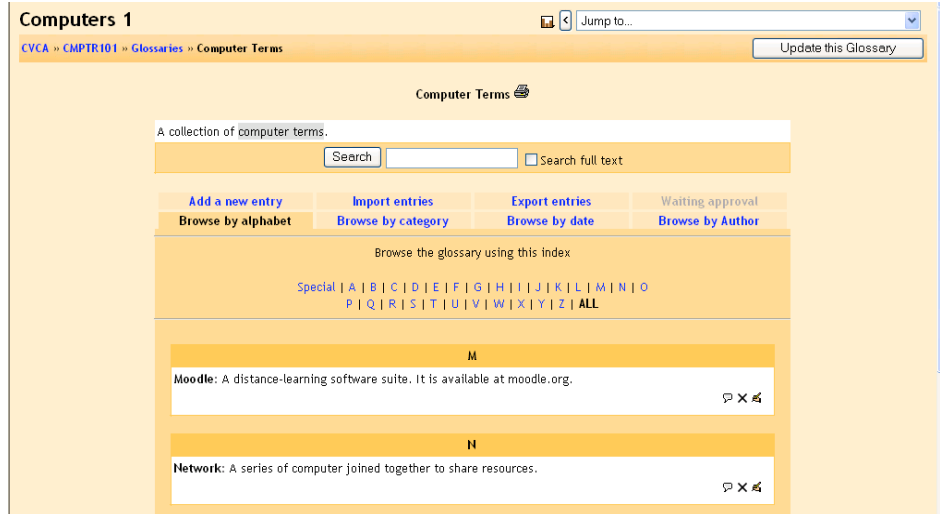 Computers 1
Jump to...
CVCA » CMPTR101 » Glossaries » Computer Terms
Update this Glossary
Computer Terms
A collection of computer terms.
Search
Search full text
Add a new entry Import entries Export entries Waiting approval
Browse by alphabet Browse by category Browse by date Browse by Author
Browse the glossary using this index
Special | A | B | C | D | E | F | G | H | I | J | K | L | M | N | O
P | Q | R | S | T | U | V | W | X | Y | Z | ALL
M
Moodle: A distance-learning software suite. It is available at moodle.org.
N
Network: A series of computer joined together to share resources.